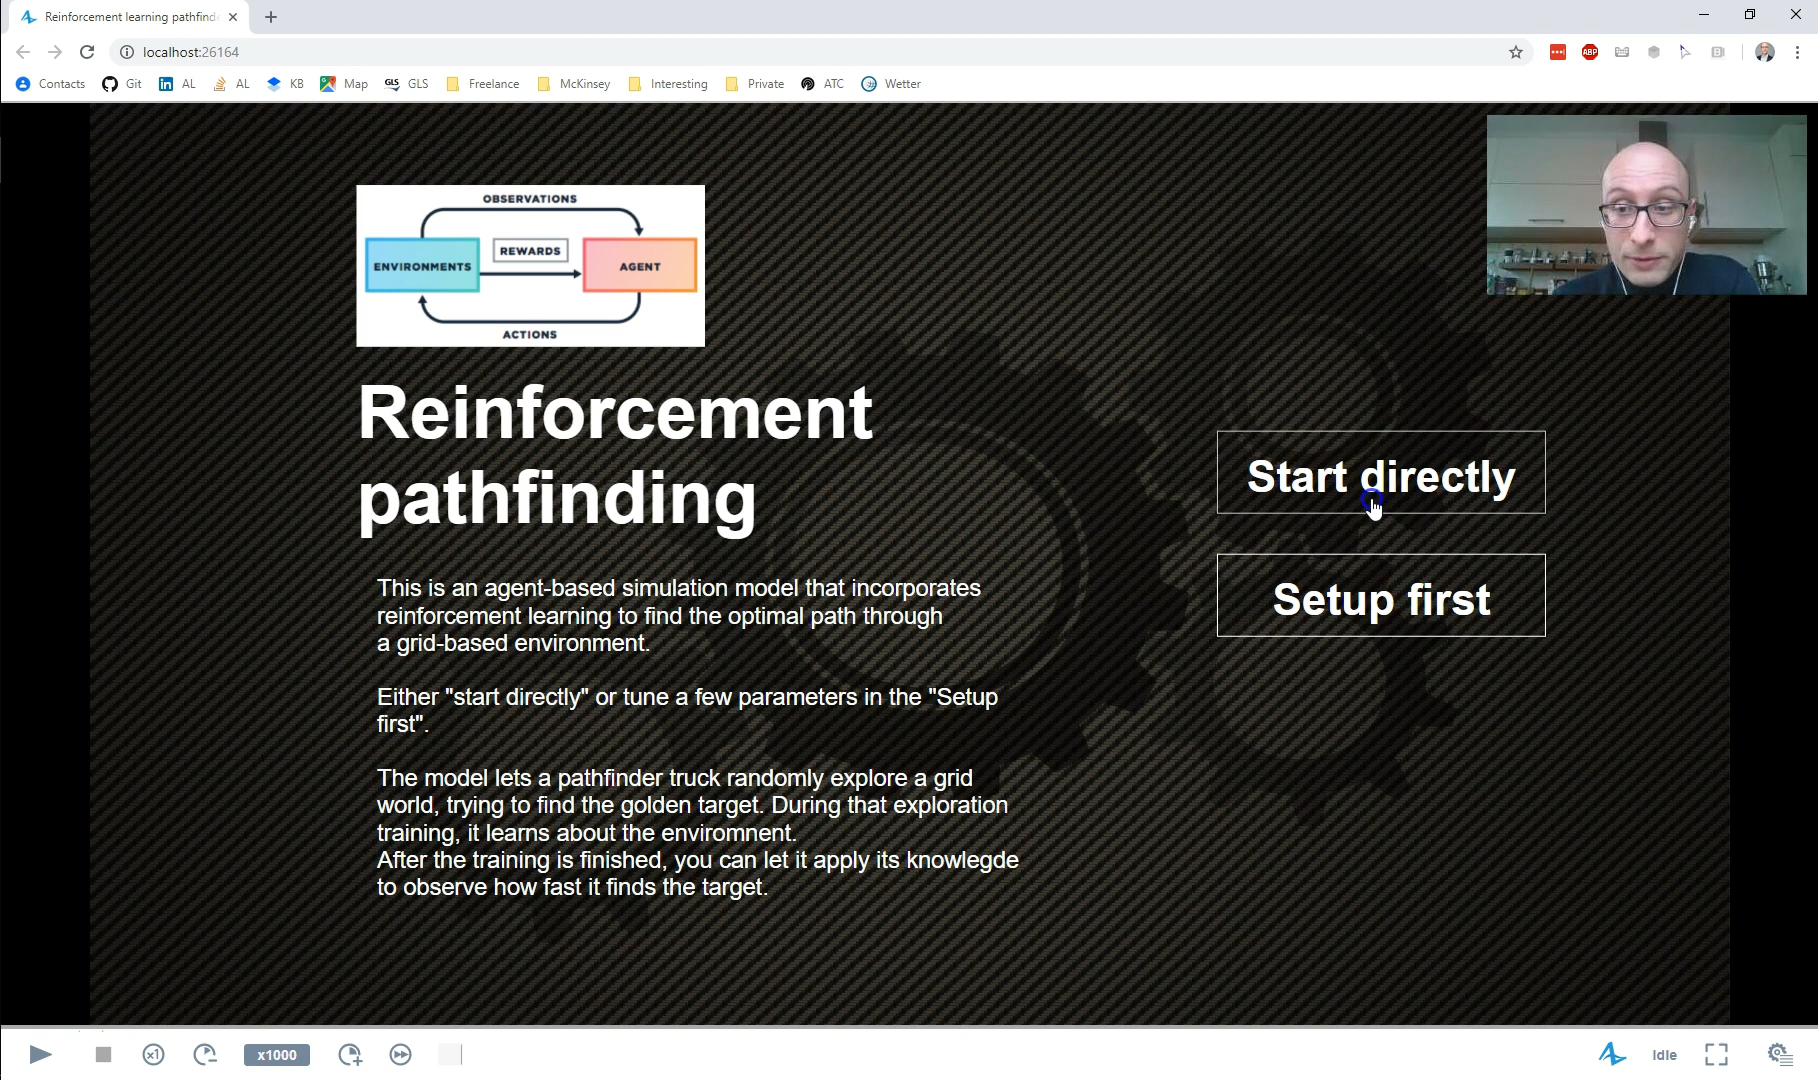 Reinforcement learning pathfind
localhost:26164
Contacts Git AL AL KB Map GLS GLS Freelance McKinsey Interesting Private ATC Wetter
ABP
OBSERVATIONS
ENVIRONMENTS
REWARDS
AGENT
ACTIONS
Reinforcement
pathfinding
This is an agent-based simulation model that incorporates
reinforcement learning to find the optimal path through
a grid-based environment.
Either "start directly" or tune a few parameters in the "Setup
first".
The model lets a pathfinder truck randomly explore a grid
world, trying to find the golden target. During that exploration
training, it learns about the enviromnent.
After the training is finished, you can let it apply its knowlegde
to observe how fast it finds the target.
Start directly
Setup first
x1
x1000
Idle